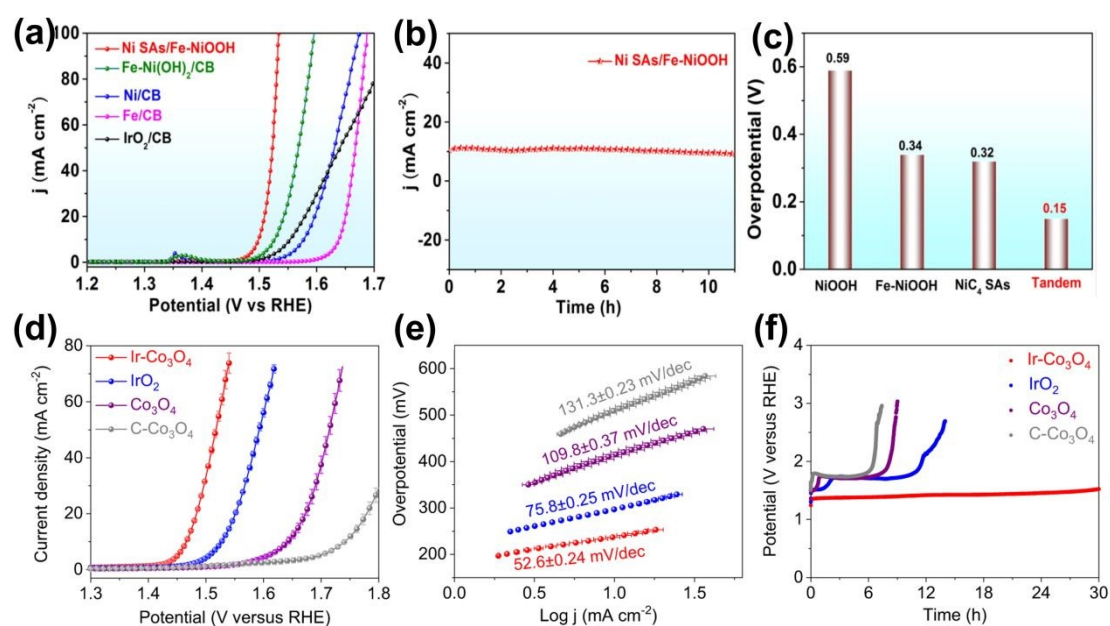 (a)
100
80
60
40
20
0
j (mA cm⁻²)
Ni SAs/Fe-NiOOH
Fe-Ni(OH)₂/CB
Ni/CB
Fe/CB
IrO₂/CB
1.2 1.3 1.4 1.5 1.6 1.7
Potential (V vs RHE)
(b)
40
20
0
-20
j (mA cm⁻²)
Ni SAs/Fe-NiOOH
0 2 4 6 8 10
Time (h)
(c)
0.6
0.4
0.2
0.0
Overpotential (V)
0.59
0.34
0.32
0.15
NiOOH Fe-NiOOH NiC₄ SAs Tandem
(d)
80
60
40
20
0
Current density (mA cm⁻²)
Ir-Co₃O₄
IrO₂
Co₃O₄
C-Co₃O₄
1.3 1.4 1.5 1.6 1.7 1.8
Potential (V versus RHE)
(e)
600
500
400
300
200
Overpotential (mV)
131.3±0.23 mV/dec
109.8±0.37 mV/dec
75.8±0.25 mV/dec
52.6±0.24 mV/dec
0.0 0.5 1.0 1.5
Log j (mA cm⁻²)
(f)
4
3
2
1
0
Potential (V versus RHE)
Ir-Co₃O₄
IrO₂
Co₃O₄
C-Co₃O₄
0 6 12 18 24 30
Time (h)